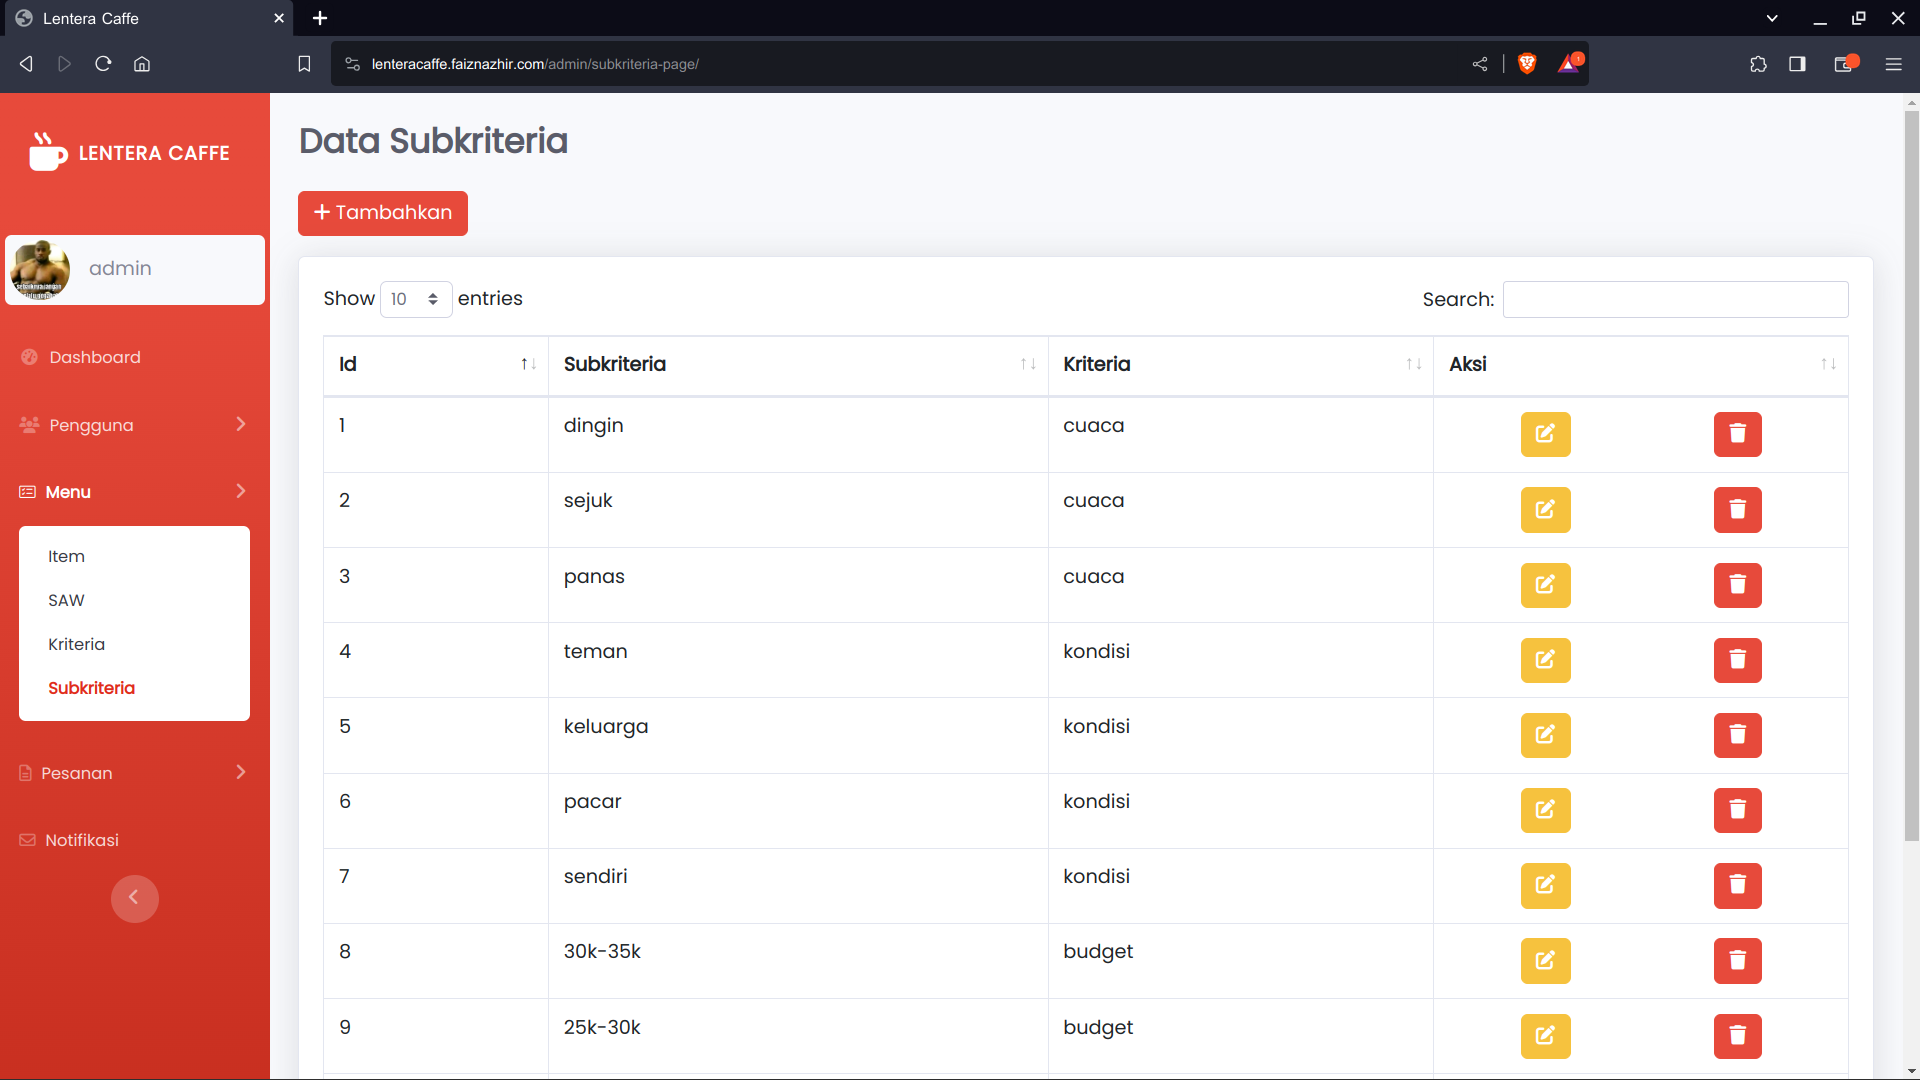 Lentera Caffe
lenteracaffe.faiznazhir.com/admin/subkriteria-page/
LENTERA CAFFE
admin
Dashboard
Pengguna
Menu
Item
SAW
Kriteria
Subkriteria
Pesanan
Notifikasi
Data Subkriteria
+ Tambahkan
Show 10 entries
Search:
Id Subkriteria Kriteria Aksi
1 dingin cuaca
2 sejuk cuaca
3 panas cuaca
4 teman kondisi
5 keluarga kondisi
6 pacar kondisi
7 sendiri kondisi
8 30k-35k budget
9 25k-30k budget